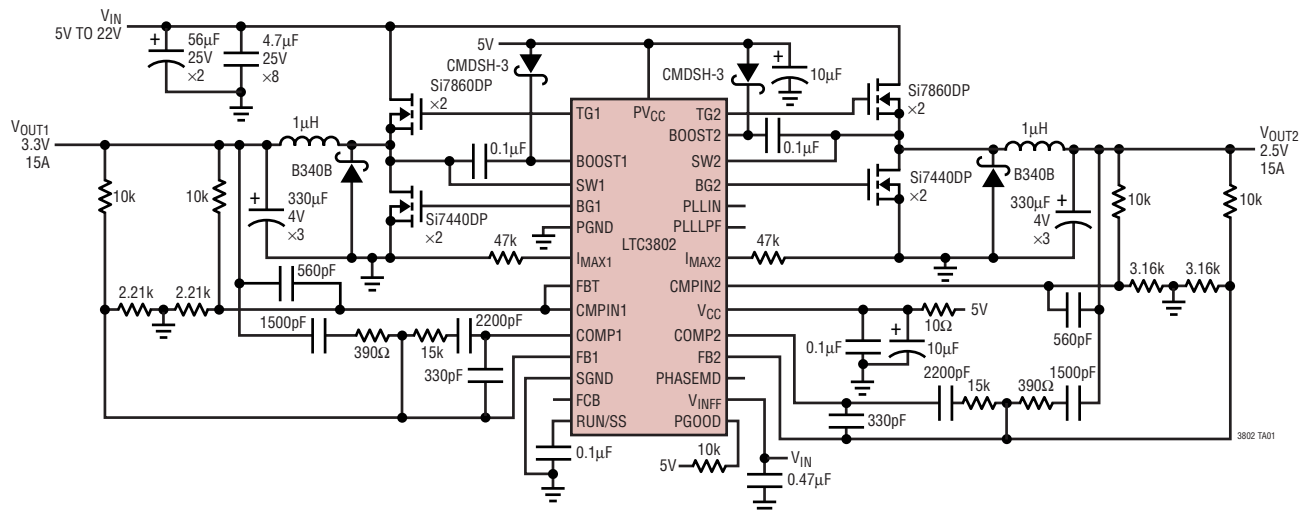 VIN
5V TO 22V
56µF
25V
×2
4.7µF
25V
×8
5V
CMDSH-3
Si7860DP
×2
CMDSH-3
10µF
Si7860DP
×2
VOUT1
3.3V
15A
1µH
B340B
0.1µF
Si7440DP
×2
10k
10k
330µF
4V
×3
47k
560pF
2.21k
2.21k
1500pF
390Ω
15k
2200pF
330pF
0.1µF
TG1
BOOST1
SW1
BG1
PGND
IMAX1
FBT
CMPIN1
COMP1
FB1
SGND
FCB
RUN/SS
PVCC
LTC3802
TG2
BOOST2
SW2
BG2
PLLIN
PLLLPF
IMAX2
CMPIN2
VCC
COMP2
FB2
PHASEMD
VINFF
PGOOD
0.1µF
Si7440DP
×2
1µH
B340B
VOUT2
2.5V
15A
330µF
4V
×3
10k
10k
47k
3.16k
3.16k
10Ω
5V
0.1µF
10µF
560pF
2200pF
15k
390Ω
1500pF
330pF
10k
5V
VIN
0.47µF
3802 TA01